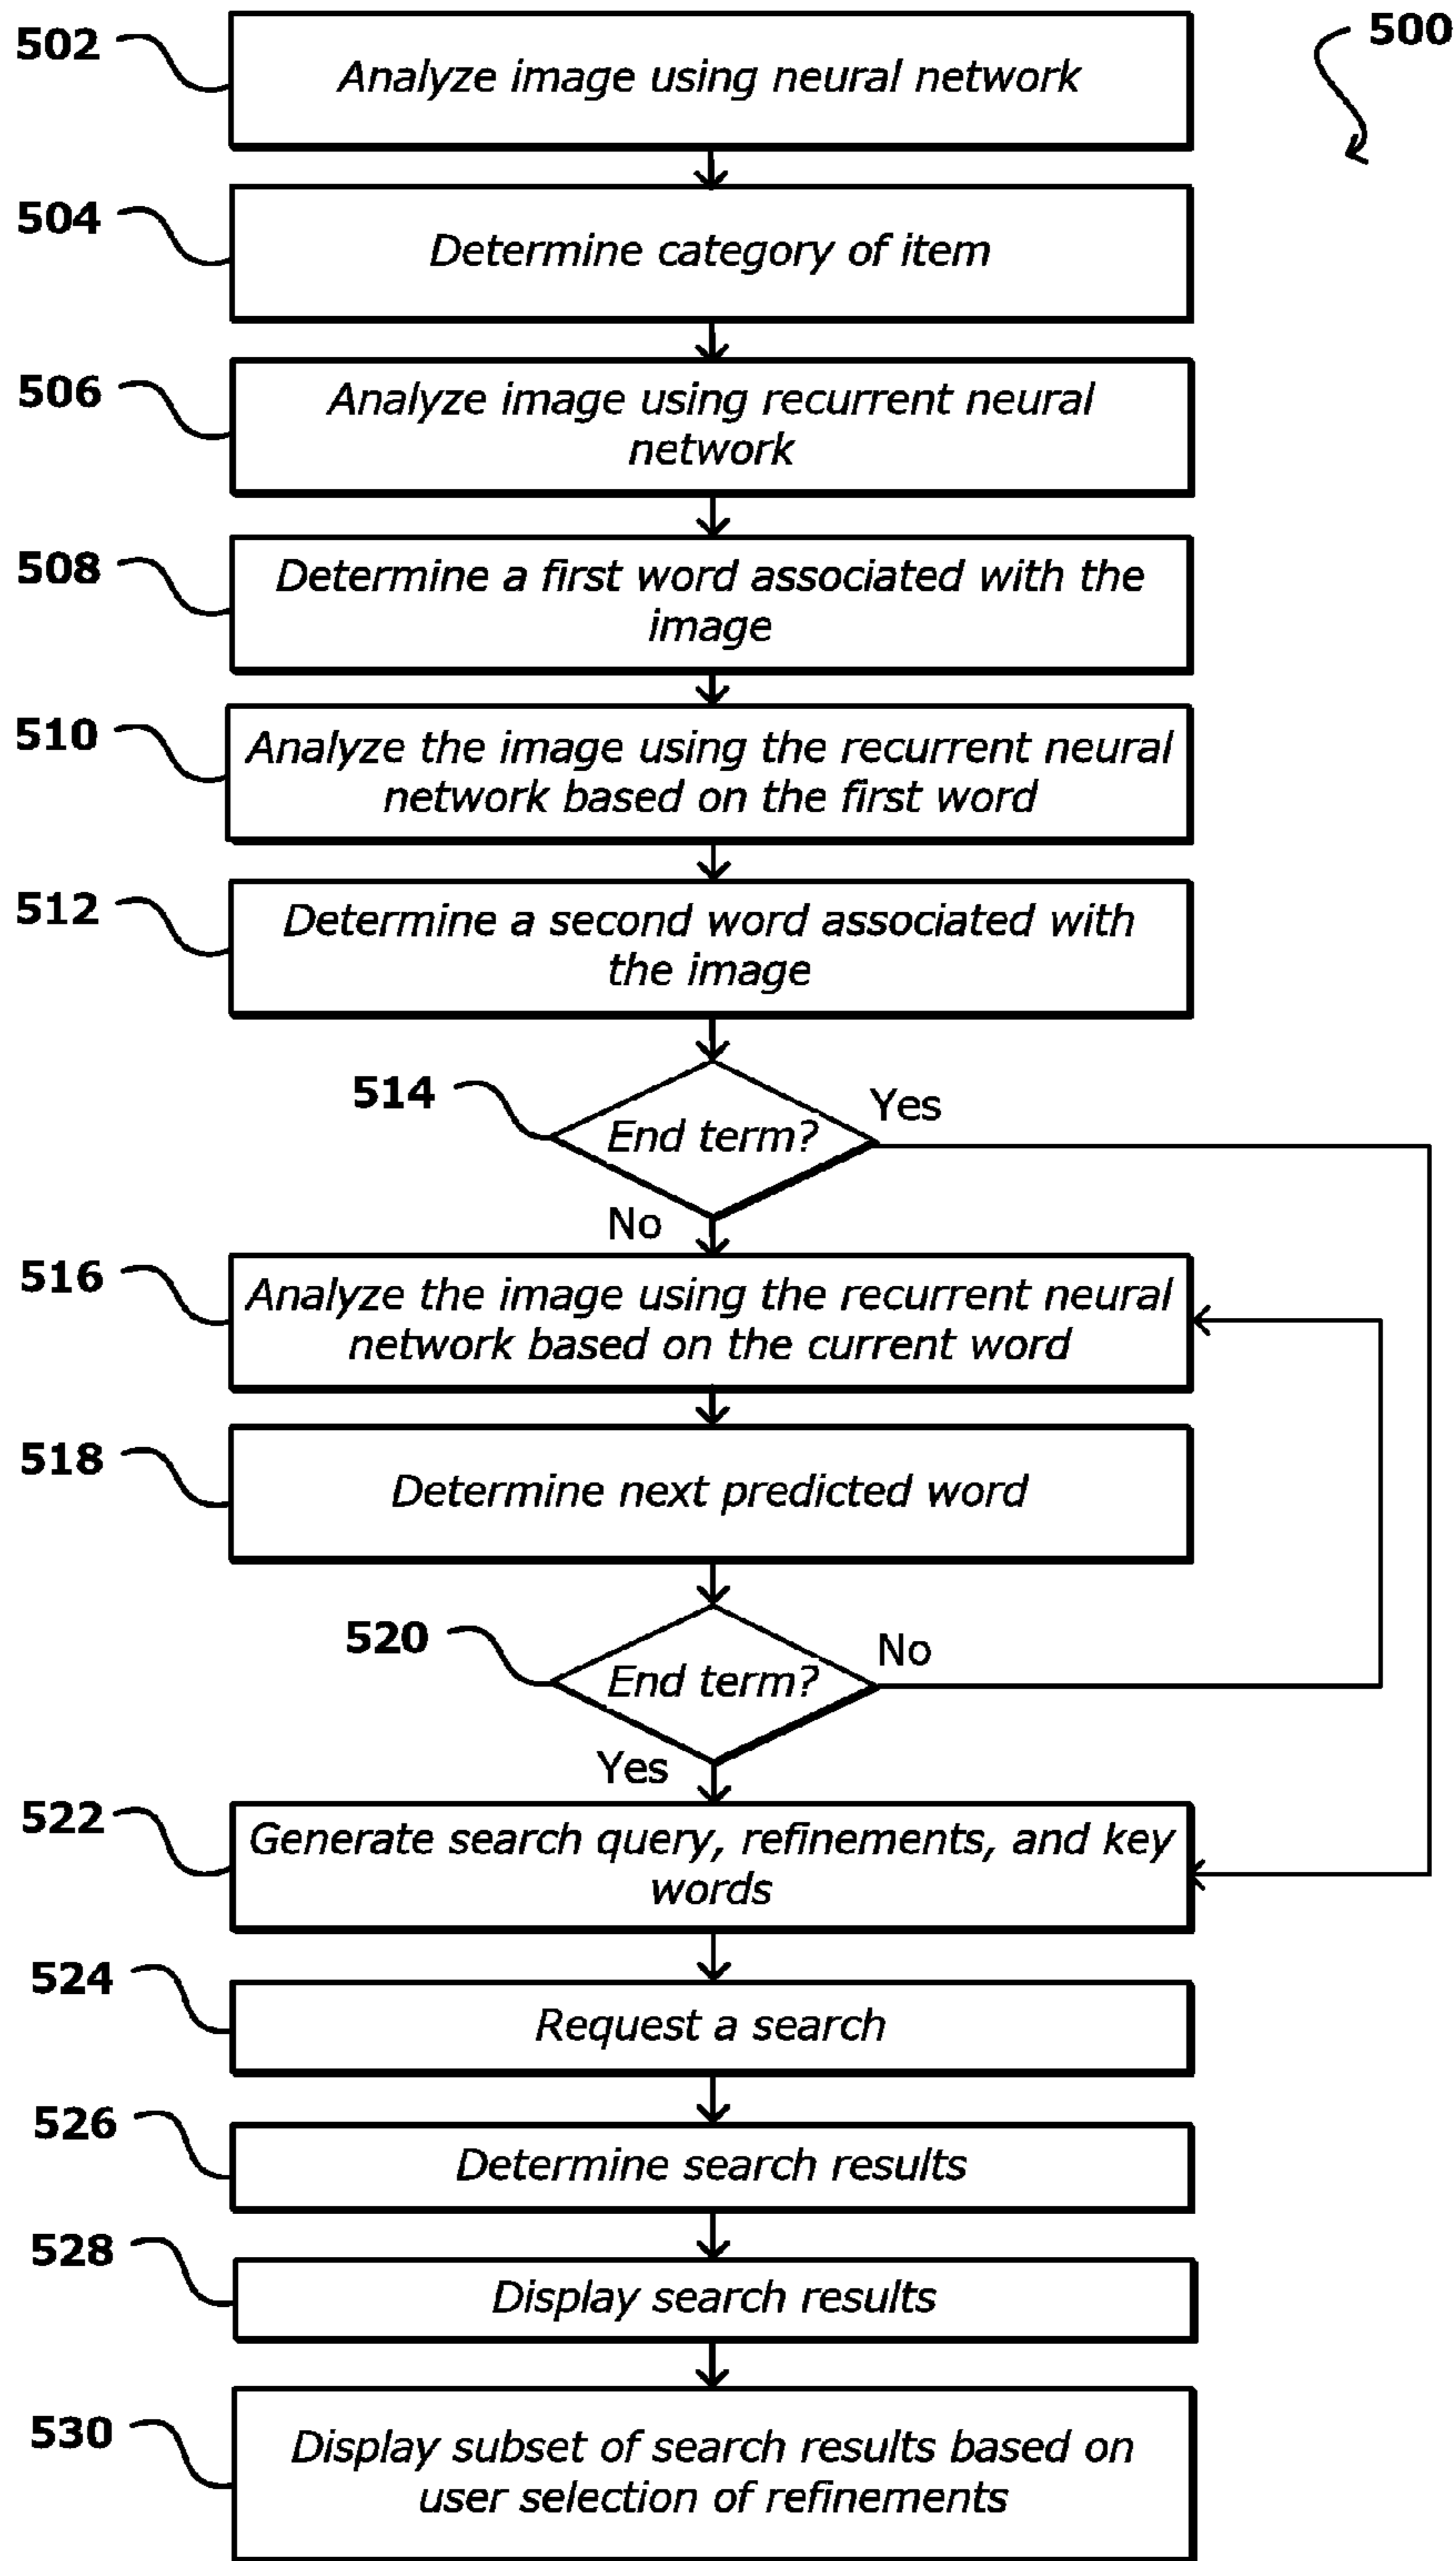 502
500
Analyze image using neural network
504
Determine category of item
506
Analyze image using recurrent neural
network
508
Determine a first word associated with the
image
510
Analyze the image using the recurrent neural
network based on the first word
512
Determine a second word associated with
the image
514
Yes
End term?
No
516
Analyze the image using the recurrent neural
network based on the current word
518
Determine next predicted word
520
No
End term?
Yes
522
Generate search query, refinements, and key
words
524
Request a search
526
Determine search results
528
Display search results
530
Display subset of search results based on
user selection of refinements